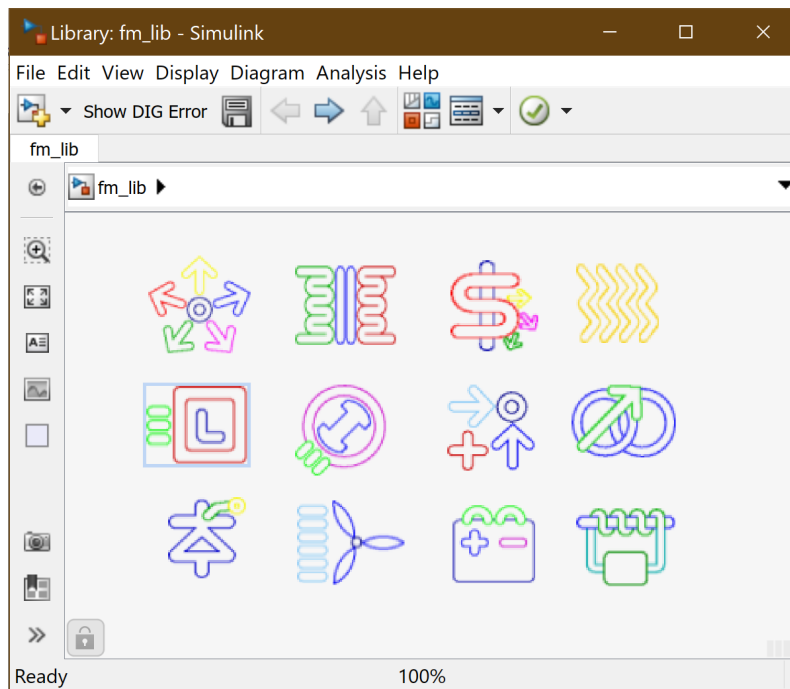 Library: fm_lib - Simulink
File Edit View Display Diagram Analysis Help
Show DIG Error
fm_lib
fm_lib
Ready 100%